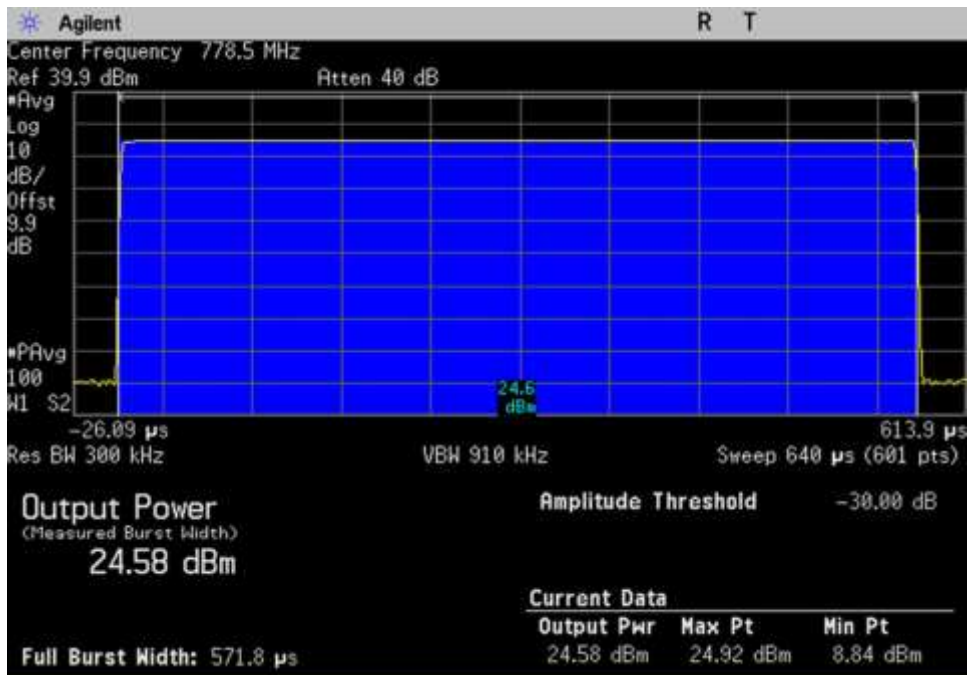 Agilent R T
Center Frequency 778.5 MHz
Ref 39.9 dBm Atten 40 dB
*Avg
Log
10
dB/
Offst
9.9
dB
*PAvg
100
W1 S2
24.6
dBm
-26.09 µs 613.9 µs
Res BW 300 kHz VBW 910 kHz Sweep 640 µs (601 pts)
Output Power
(Measured Burst Width)
24.58 dBm
Amplitude Threshold -30.00 dB
Current Data
Output Pwr Max Pt Min Pt
24.58 dBm 24.92 dBm 8.84 dBm
Full Burst Width: 571.8 µs